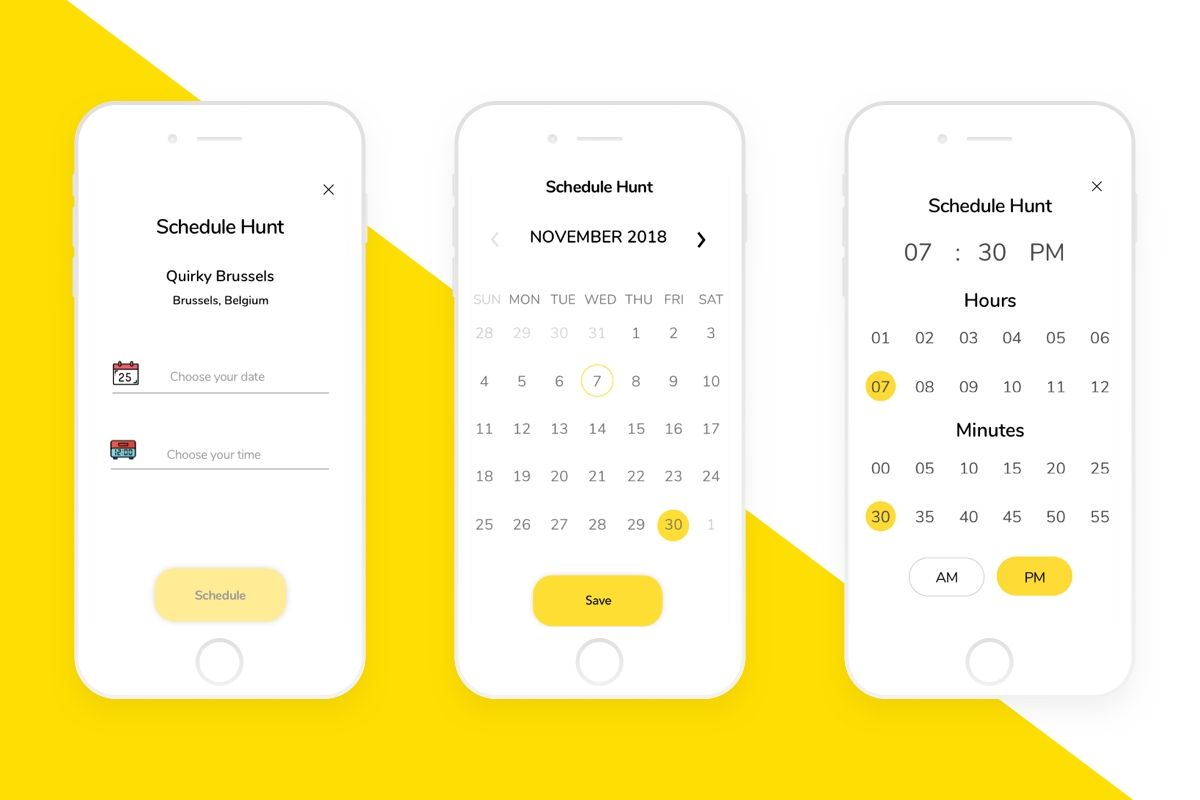 Schedule Hunt
Quirky Brussels
Brussels, Belgium
25
Choose your date
12:00
Choose your time
Schedule
Schedule Hunt
NOVEMBER 2018
SUN MON TUE WED THU FRI SAT
28 29 30 31 1 2 3
4 5 6 7 8 9 10
11 12 13 14 15 16 17
18 19 20 21 22 23 24
25 26 27 28 29 30 1
Save
Schedule Hunt
07 : 30 PM
Hours
01 02 03 04 05 06
07 08 09 10 11 12
Minutes
00 05 10 15 20 25
30 35 40 45 50 55
AM PM